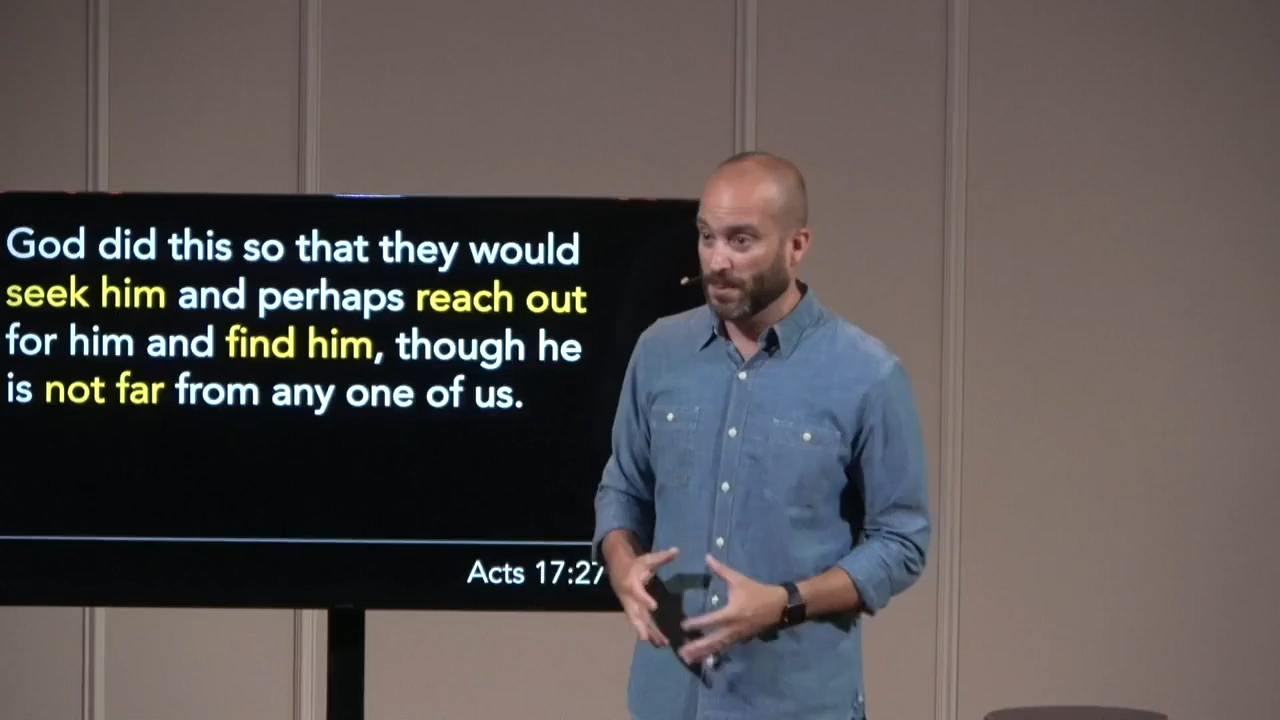 God did this so that they would
seek him and perhaps reach out
for him and find him, though he
is not far from any one of us.
Acts 17:27